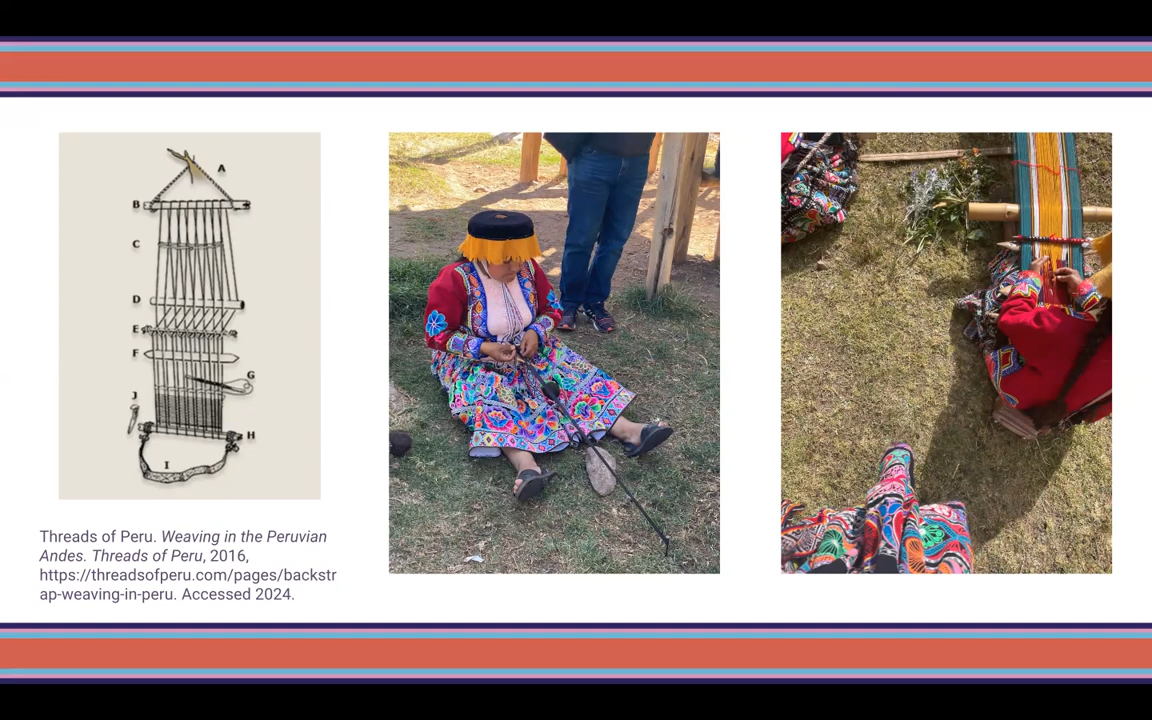 A
B
C
D
E
F
G
J
H
I
Threads of Peru. Weaving in the Peruvian
Andes. Threads of Peru, 2016,
https://threadsofperu.com/pages/backstr
ap-weaving-in-peru. Accessed 2024.